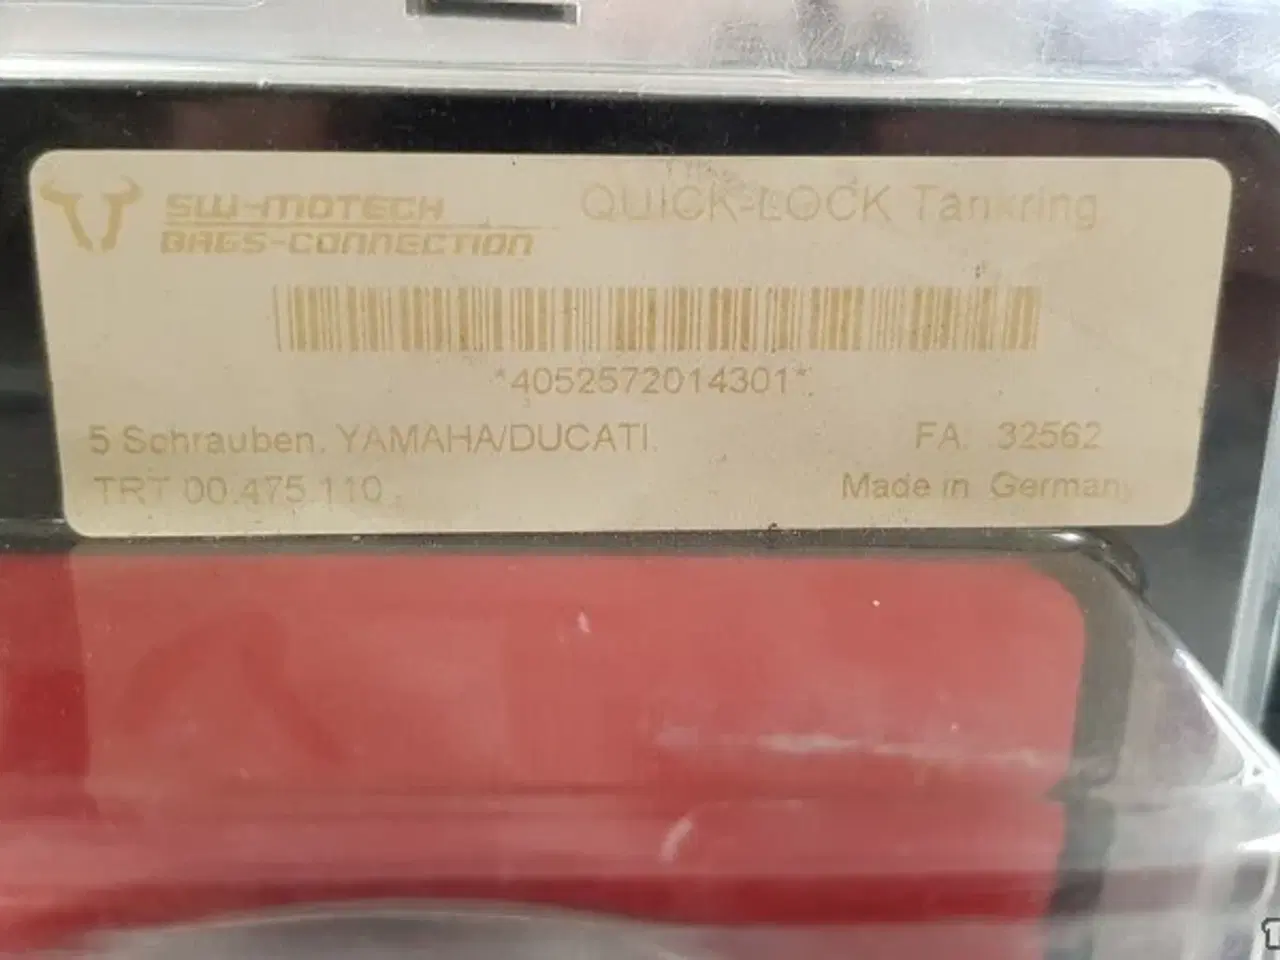 SW-MOTECH
BAGS-CONNECTION
QUICK-LOCK Tankring
*4052572014301*
5 Schrauben, YAMAHA/DUCATI.
FA: 32562
TRT 00.475.110
Made in Germany